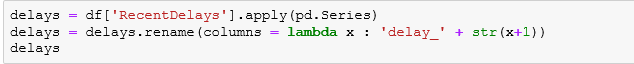 delays = df['RecentDelays'].apply(pd.Series)
delays = delays.rename(columns = lambda x : 'delay_' + str(x+1))
delays